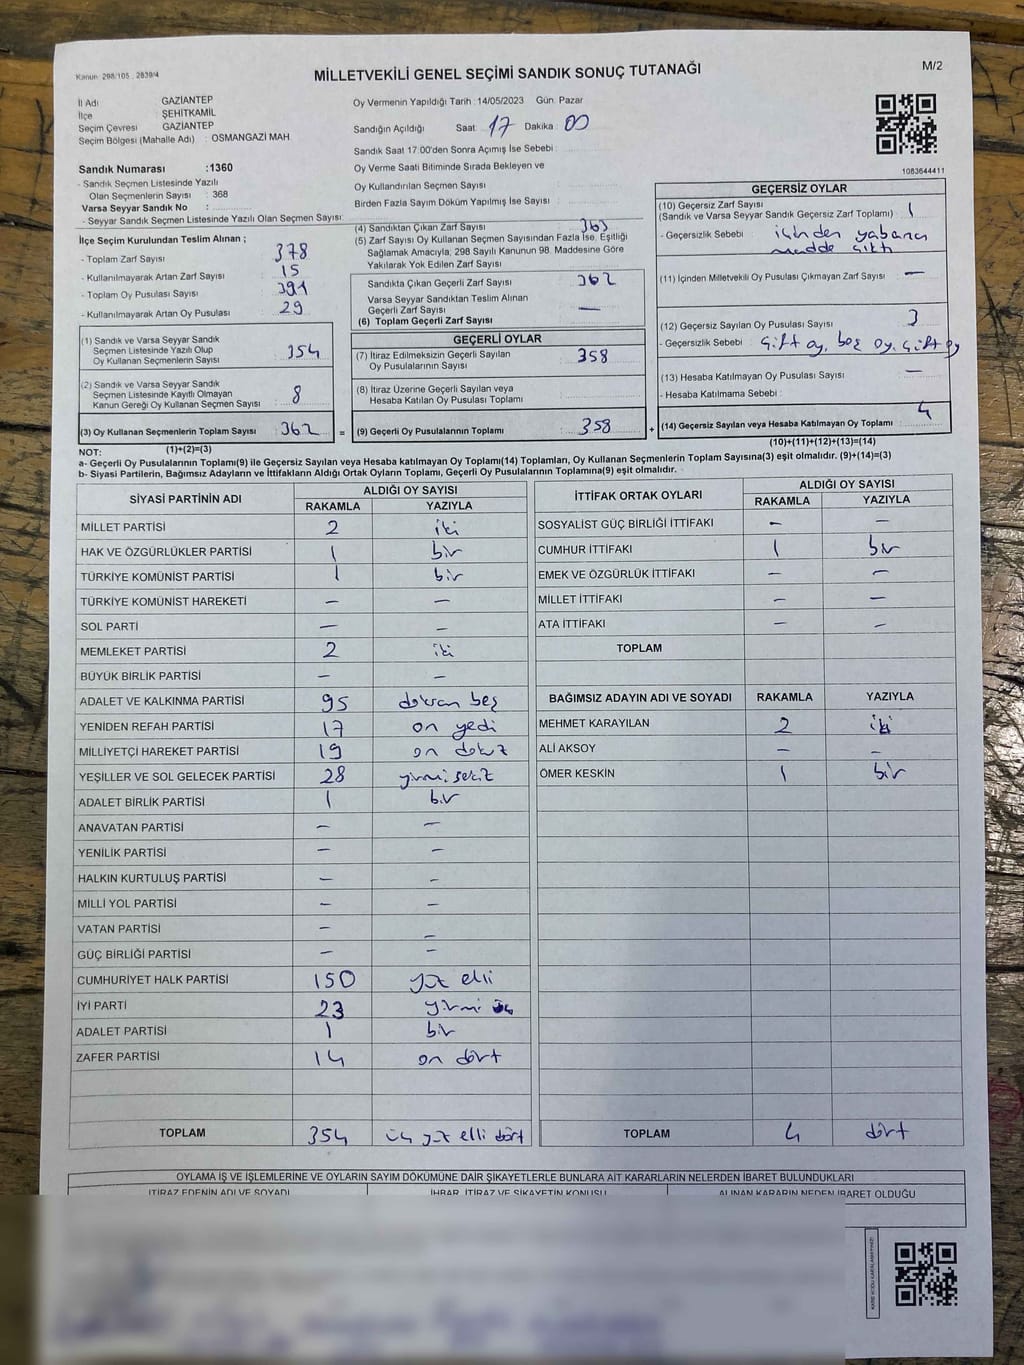 Kanun 298/105 , 2839/4
MİLLETVEKİLİ GENEL SEÇİMİ SANDIK SONUÇ TUTANAĞI
M/2
İl Adı GAZİANTEP
İlçe ŞEHİTKAMİL
Seçim Çevresi GAZİANTEP
Seçim Bölgesi (Mahalle Adı) : OSMANGAZİ MAH.
Oy Vermenin Yapıldığı Tarih : 14/05/2023 Gün: Pazar
Sandığın Açıldığı Saat: 17 Dakika : 00
Sandık Saat 17:00'den Sonra Açılmış İse Sebebi :
Oy Verme Saati Bitiminde Sırada Bekleyen ve
Oy Kullandırılan Seçmen Sayısı
Birden Fazla Sayım Döküm Yapılmış İse Sayısı :
1083644411
Sandık Numarası :1360
- Sandık Seçmen Listesinde Yazılı
Olan Seçmenlerin Sayısı : 368
Varsa Seyyar Sandık No :
- Seyyar Sandık Seçmen Listesinde Yazılı Olan Seçmen Sayısı:
İlçe Seçim Kurulundan Teslim Alınan ;
- Toplam Zarf Sayısı 378
- Kullanılmayarak Artan Zarf Sayısı : 15
- Toplam Oy Pusulası Sayısı 391
- Kullanılmayarak Artan Oy Pusulası 29
(1) Sandık ve Varsa Seyyar Sandık
Seçmen Listesinde Yazılı Olup
Oy Kullanan Seçmenlerin Sayısı : 354
(2) Sandık ve Varsa Seyyar Sandık
Seçmen Listesinde Kayıtlı Olmayan
Kanun Gereği Oy Kullanan Seçmen Sayısı : 8
(3) Oy Kullanan Seçmenlerin Toplam Sayısı : 362 =
(4) Sandıktan Çıkan Zarf Sayısı : 363
(5) Zarf Sayısı Oy Kullanan Seçmen Sayısından Fazla İse, Eşitliği
Sağlamak Amacıyla, 298 Sayılı Kanunun 98. Maddesine Göre
Yakılarak Yok Edilen Zarf Sayısı
Sandıkta Çıkan Geçerli Zarf Sayısı : 362
Varsa Seyyar Sandıktan Teslim Alınan
Geçerli Zarf Sayısı : —
(6) Toplam Geçerli Zarf Sayısı
GEÇERLİ OYLAR
(7) İtiraz Edilmeksizin Geçerli Sayılan
Oy Pusulalarının Sayısı : 358
(8) İtiraz Üzerine Geçerli Sayılan veya
Hesaba Katılan Oy Pusulası Toplamı
(9) Geçerli Oy Pusulalarının Toplamı : 358 +
GEÇERSİZ OYLAR
(10) Geçersiz Zarf Sayısı
(Sandık ve Varsa Seyyar Sandık Geçersiz Zarf Toplamı) : 1
- Geçersizlik Sebebi : içinden yabancı
madde çıktı
(11) İçinden Milletvekili Oy Pusulası Çıkmayan Zarf Sayısı : —
(12) Geçersiz Sayılan Oy Pusulası Sayısı : 3
- Geçersizlik Sebebi : çift oy, boş oy, çift oy
(13) Hesaba Katılmayan Oy Pusulası Sayısı : —
- Hesaba Katılmama Sebebi :
(14) Geçersiz Sayılan veya Hesaba Katılmayan Oy Toplamı : 4
NOT: (1)+(2)=(3)
(10)+(11)+(12)+(13)=(14)
a- Geçerli Oy Pusulalarının Toplamı(9) ile Geçersiz Sayılan veya Hesaba katılmayan Oy Toplamı(14) Toplamları, Oy Kullanan Seçmenlerin Toplam Sayısına(3) eşit olmalıdır. (9)+(14)=(3)
b- Siyasi Partilerin, Bağımsız Adayların ve İttifakların Aldığı Ortak Oyların Toplamı, Geçerli Oy Pusulalarının Toplamına(9) eşit olmalıdır.
SİYASİ PARTİNİN ADI ALDIĞI OY SAYISI
RAKAMLA YAZIYLA
MİLLET PARTİSİ 2 iki
HAK VE ÖZGÜRLÜKLER PARTİSİ 1 bir
TÜRKİYE KOMÜNİST PARTİSİ 1 bir
TÜRKİYE KOMÜNİST HAREKETİ — —
SOL PARTİ — —
MEMLEKET PARTİSİ 2 iki
BÜYÜK BİRLİK PARTİSİ — —
ADALET VE KALKINMA PARTİSİ 95 doksan beş
YENİDEN REFAH PARTİSİ 17 on yedi
MİLLİYETÇİ HAREKET PARTİSİ 19 on dokuz
YEŞİLLER VE SOL GELECEK PARTİSİ 28 yirmi sekiz
ADALET BİRLİK PARTİSİ 1 bir
ANAVATAN PARTİSİ — —
YENİLİK PARTİSİ — —
HALKIN KURTULUŞ PARTİSİ — —
MİLLİ YOL PARTİSİ — —
VATAN PARTİSİ — —
GÜÇ BİRLİĞİ PARTİSİ — —
CUMHURİYET HALK PARTİSİ 150 yüz elli
İYİ PARTİ 23 yirmi üç
ADALET PARTİSİ 1 bir
ZAFER PARTİSİ 14 on dört
TOPLAM 354 üç yüz elli dört
İTTİFAK ORTAK OYLARI ALDIĞI OY SAYISI
RAKAMLA YAZIYLA
SOSYALİST GÜÇ BİRLİĞİ İTTİFAKI — —
CUMHUR İTTİFAKI 1 bir
EMEK VE ÖZGÜRLÜK İTTİFAKI — —
MİLLET İTTİFAKI — —
ATA İTTİFAKI — —
TOPLAM
BAĞIMSIZ ADAYIN ADI VE SOYADI RAKAMLA YAZIYLA
MEHMET KARAYILAN 2 iki
ALİ AKSOY — —
ÖMER KESKİN 1 bir
TOPLAM 4 dört
OYLAMA İŞ VE İŞLEMLERİNE VE OYLARIN SAYIM DÖKÜMÜNE DAİR ŞİKAYETLERLE BUNLARA AİT KARARLARIN NELERDEN İBARET BULUNDUKLARI
İTİRAZ EDENİN ADI VE SOYADI İHBAR, İTİRAZ VE ŞİKAYETİN KONUSU ALINAN KARARIN NEDEN İBARET OLDUĞU